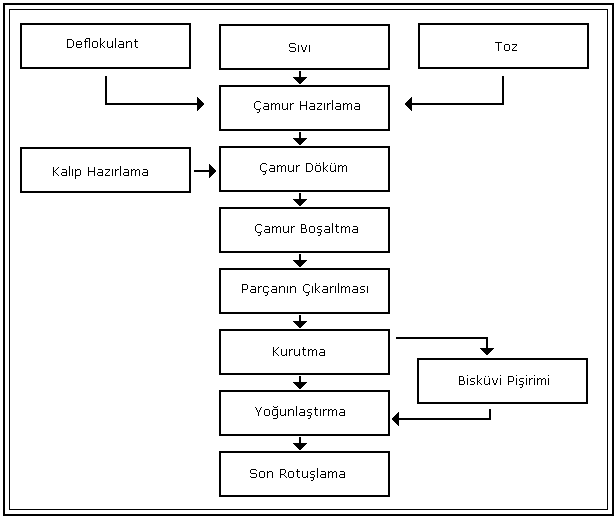 Deflokulant
Sıvı
Toz
Çamur Hazırlama
Kalıp Hazırlama
Çamur Döküm
Çamur Boşaltma
Parçanın Çıkarılması
Kurutma
Bisküvi Pişirimi
Yoğunlaştırma
Son Rotuşlama